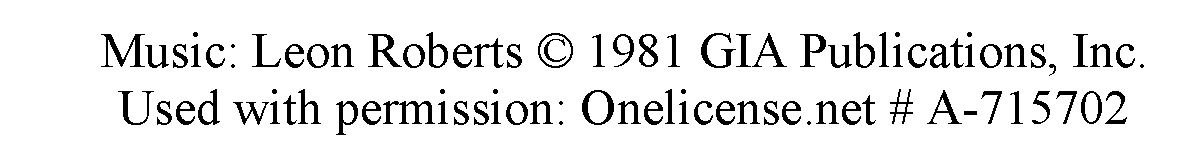 Music: Leon Roberts © 1981 GIA Publications, Inc.
Used with permission: Onelicense.net # A-715702